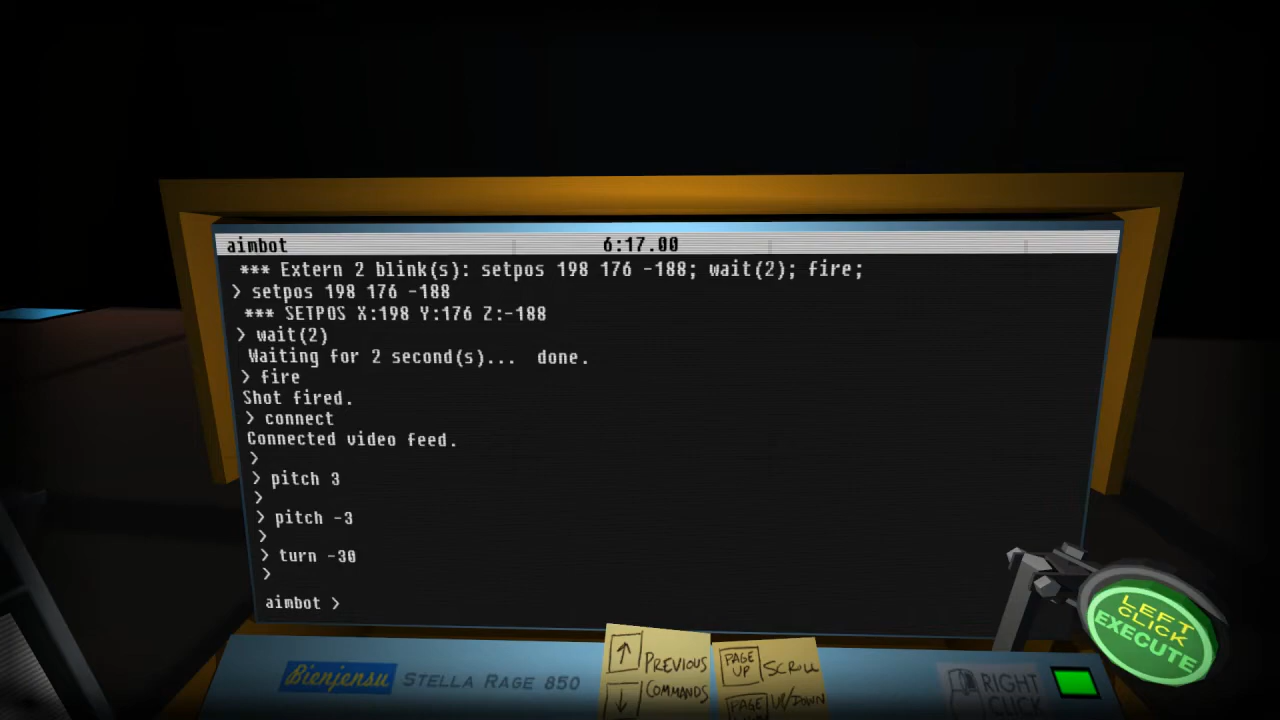 aimbot 6:17.00
*** Extern 2 blink(s): setpos 198 176 -188; wait(2); fire;
> setpos 198 176 -188
*** SETPOS X:198 Y:176 Z:-188
> wait(2)
Waiting for 2 second(s)... done.
> fire
Shot fired.
> connect
Connected video feed.
>
> pitch 3
>
> pitch -3
>
> turn -30
>
aimbot >
LEFT
CLICK
EXECUTE
Bienjensu STELLA RAGE 850
↑ PREVIOUS
↓ COMMANDS
PAGE
UP
SCROLL
PAGE
UP/DOWN
RIGHT
CLICK